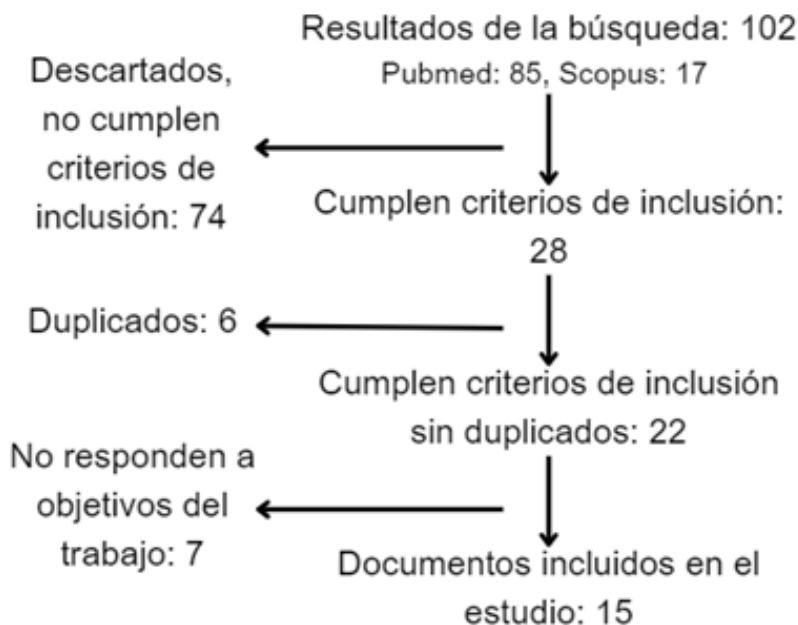 Resultados de la búsqueda: 102
Pubmed: 85, Scopus: 17
Descartados,
no cumplen
criterios de
inclusión: 74
Cumplen criterios de inclusión:
28
Duplicados: 6
Cumplen criterios de inclusión
sin duplicados: 22
No responden a
objetivos del
trabajo: 7
Documentos incluidos en el
estudio: 15